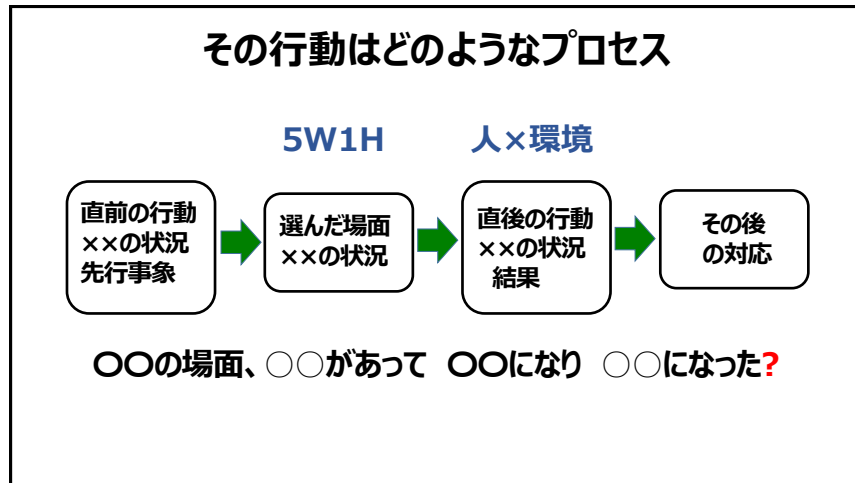 その行動はどのようなプロセス
5W1H
人×環境
直前の行動
××の状況
先行事象
選んだ場面
××の状況
直後の行動
××の状況
結果
その後
の対応
〇〇の場面、○○があって 〇〇になり ○○になった?